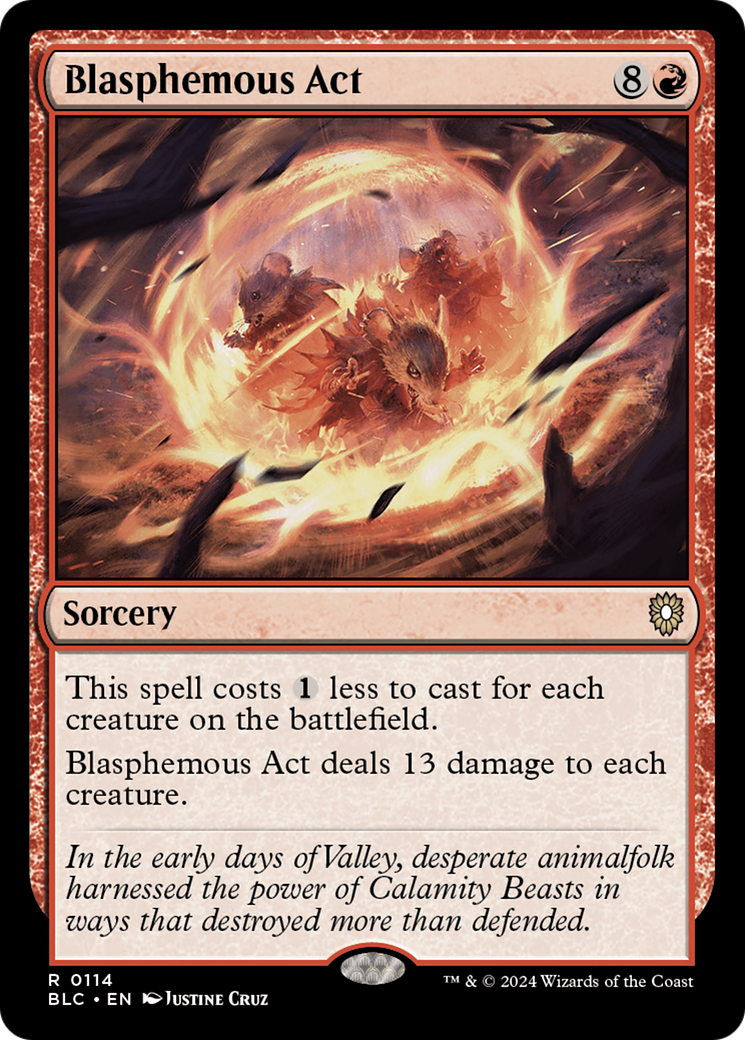 Blasphemous Act
8
Sorcery
This spell costs 1 less to cast for each
creature on the battlefield.
Blasphemous Act deals 13 damage to each
creature.
In the early days of Valley, desperate animalfolk
harnessed the power of Calamity Beasts in
ways that destroyed more than defended.
R 0114
BLC • EN Justine Cruz
™ & © 2024 Wizards of the Coast